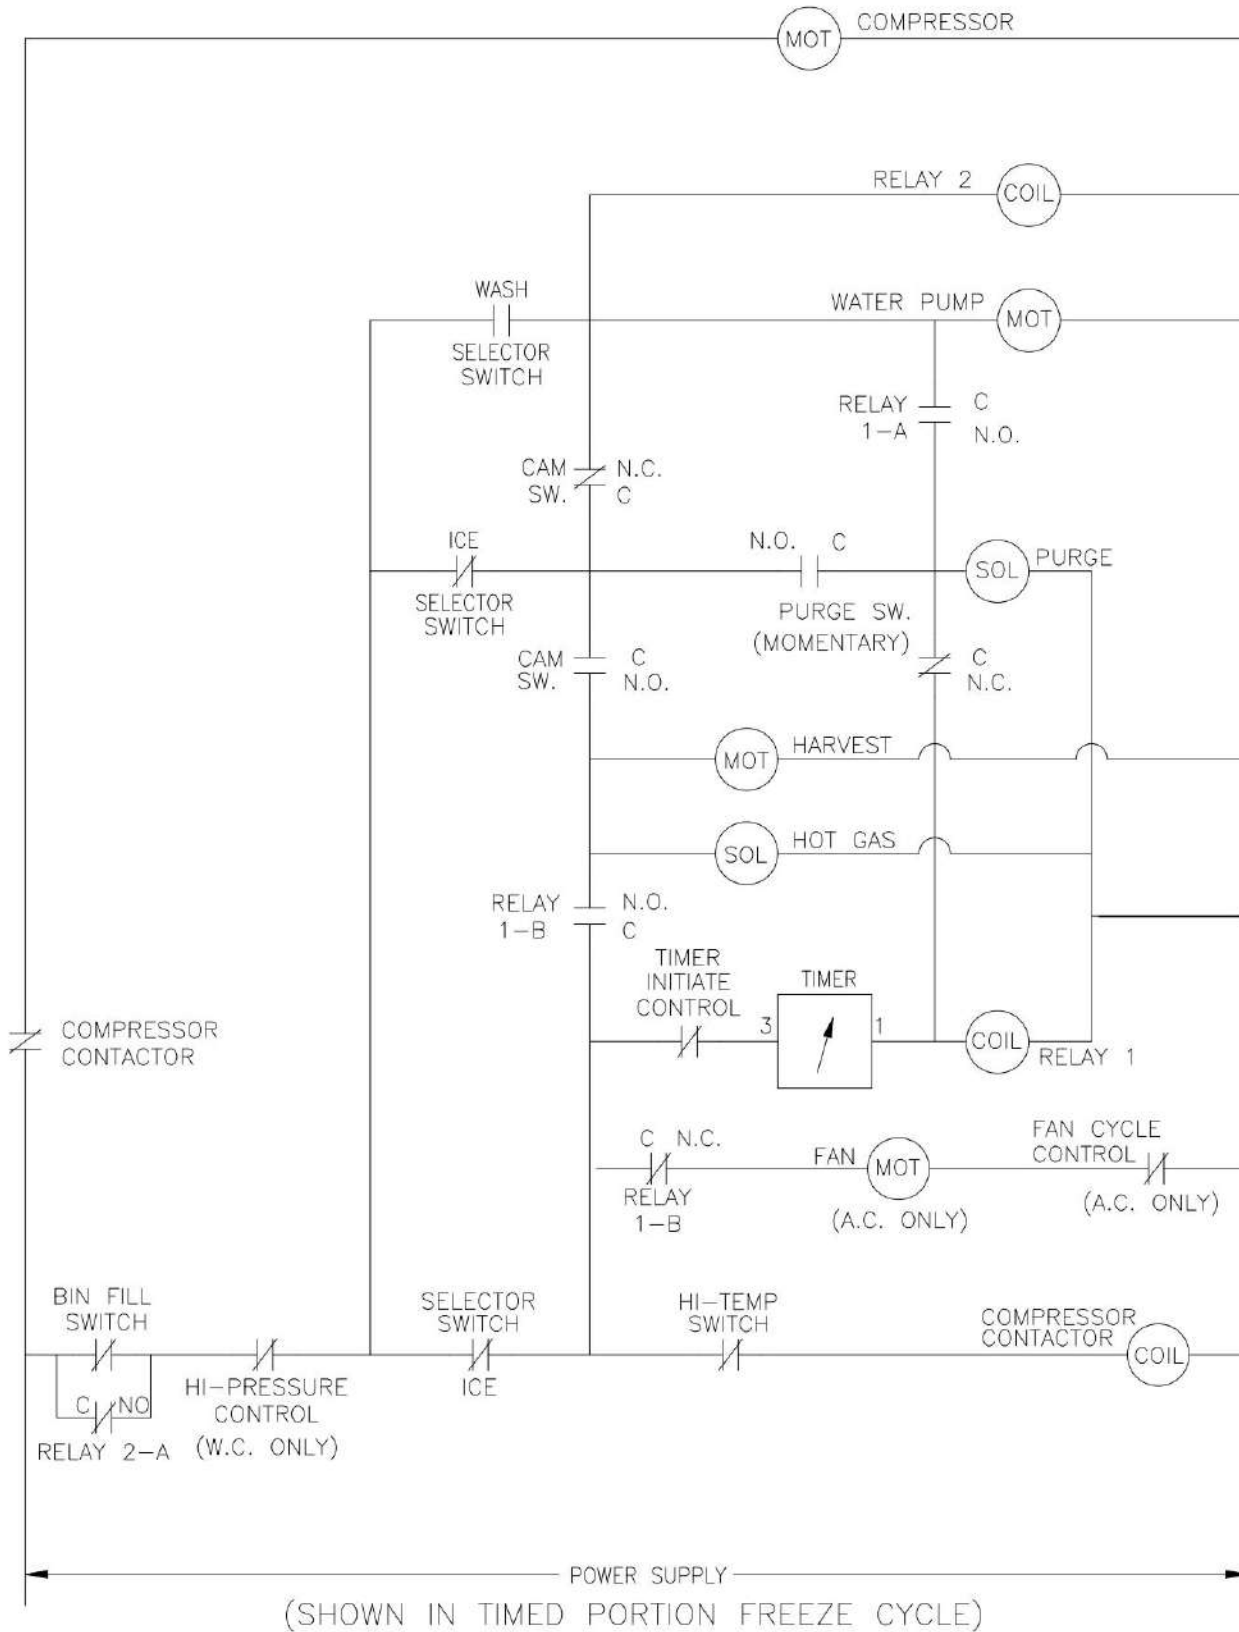 COMPRESSOR
MOT
RELAY 2
COIL
WASH
SELECTOR
SWITCH
WATER PUMP
MOT
RELAY
1-A
C
N.O.
CAM
SW.
N.C.
C
ICE
SELECTOR
SWITCH
N.O. C
PURGE SW.
(MOMENTARY)
SOL
PURGE
CAM
SW.
C
N.O.
C
N.C.
MOT
HARVEST
SOL
HOT GAS
RELAY
1-B
N.O.
C
TIMER
INITIATE
CONTROL
TIMER
3
1
COIL
RELAY 1
COMPRESSOR
CONTACTOR
C N.C.
RELAY
1-B
FAN
MOT
(A.C. ONLY)
FAN CYCLE
CONTROL
(A.C. ONLY)
BIN FILL
SWITCH
C NO
RELAY 2-A
HI-PRESSURE
CONTROL
(W.C. ONLY)
SELECTOR
SWITCH
ICE
HI-TEMP
SWITCH
COMPRESSOR
CONTACTOR
COIL
POWER SUPPLY
(SHOWN IN TIMED PORTION FREEZE CYCLE)